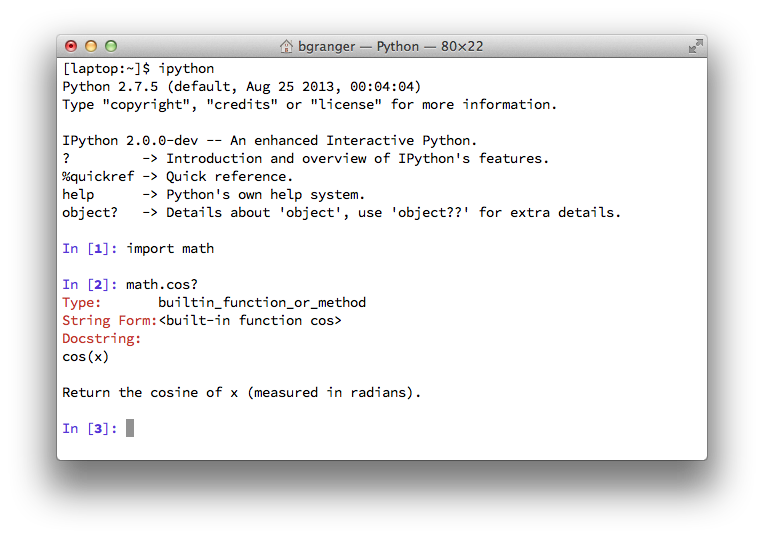 bgranger — Python — 80×22
[laptop:~]$ ipython
Python 2.7.5 (default, Aug 25 2013, 00:04:04)
Type "copyright", "credits" or "license" for more information.
IPython 2.0.0-dev -- An enhanced Interactive Python.
?         -> Introduction and overview of IPython's features.
%quickref -> Quick reference.
help      -> Python's own help system.
object?   -> Details about 'object', use 'object??' for extra details.
In [1]: import math
In [2]: math.cos?
Type:       builtin_function_or_method
String Form:<built-in function cos>
Docstring:
cos(x)
Return the cosine of x (measured in radians).
In [3]: